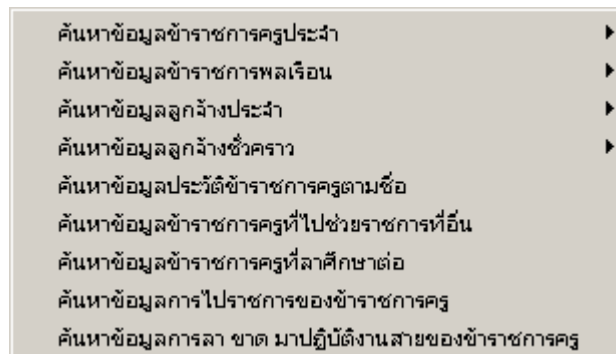 ค้นหาข้อมูลข้าราชการครูประจำ
ค้นหาข้อมูลข้าราชการพลเรือน
ค้นหาข้อมูลลูกจ้างประจำ
ค้นหาข้อมูลลูกจ้างชั่วคราว
ค้นหาข้อมูลประวัติข้าราชการครูตามชื่อ
ค้นหาข้อมูลข้าราชการครูที่ไปช่วยราชการที่อื่น
ค้นหาข้อมูลข้าราชการครูที่ลาศึกษาต่อ
ค้นหาข้อมูลการไปราชการของข้าราชการครู
ค้นหาข้อมูลการลา ขาด มาปฏิบัติงานสายของข้าราชการครู